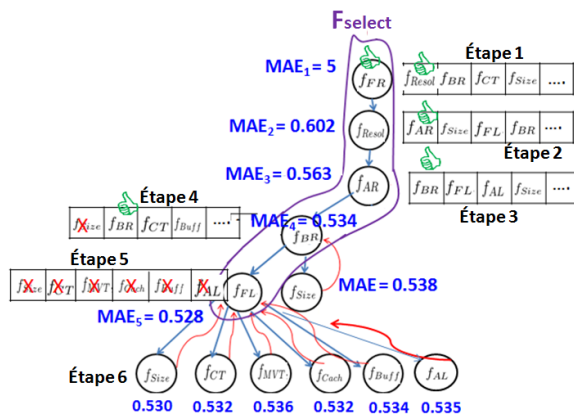 Fselect
MAE1 = 5
fFR
Étape 1
fResol fBR fCT fSize ....
MAE2 = 0.602
fResol
fAR fSize fFL fBR ....
Étape 2
MAE3 = 0.563
fAR
fBR fFL fAL fSize ....
Étape 3
Étape 4
fSize fBR fCT fBuff ....
MAE4 = 0.534
fBR
Étape 5
fSize fCT fMVT fCach fBuff fAL
fFL
fSize
MAE = 0.538
MAE5 = 0.528
Étape 6
fSize fCT fMVT. fCach fBuff fAL
0.530 0.532 0.536 0.532 0.534 0.535